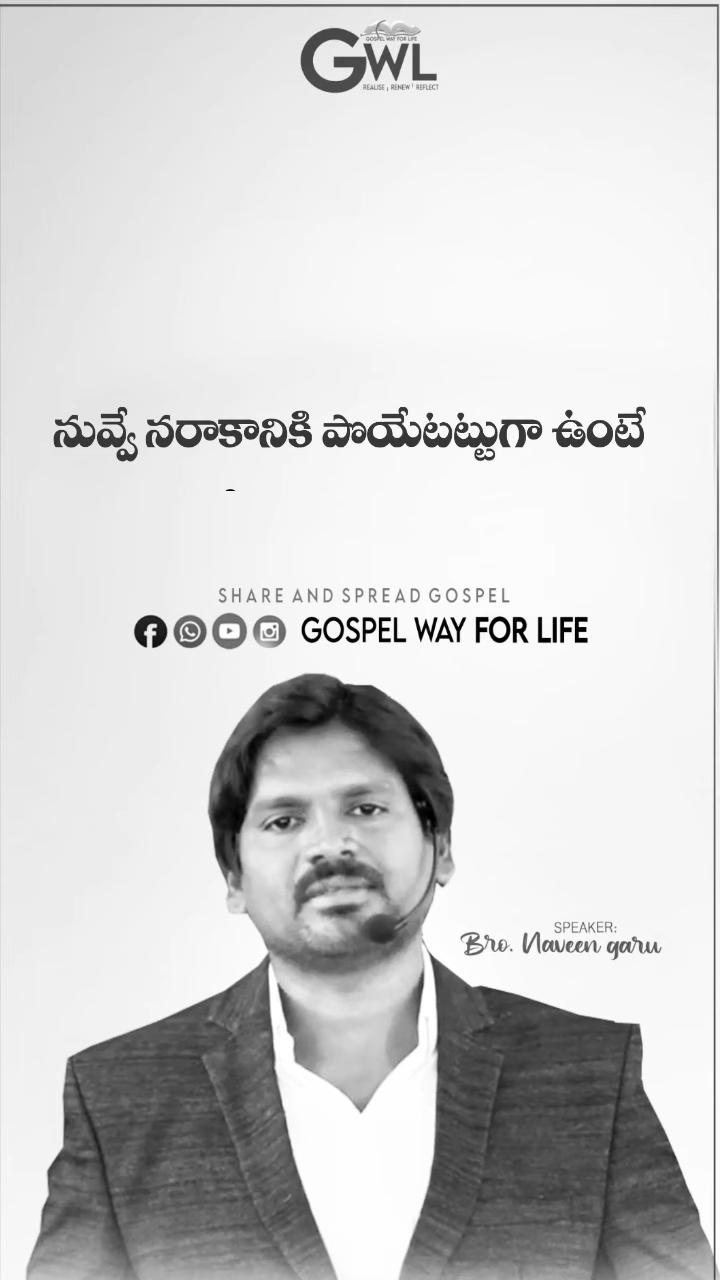 GOSPEL WAY FOR LIFE
GWL
REALISE | RENEW | REFLECT
నువ్వే నరాకానికి పొయేటట్టుగా ఉంటే
SHARE AND SPREAD GOSPEL
GOSPEL WAY FOR LIFE
SPEAKER:
Bro. Naveen garu